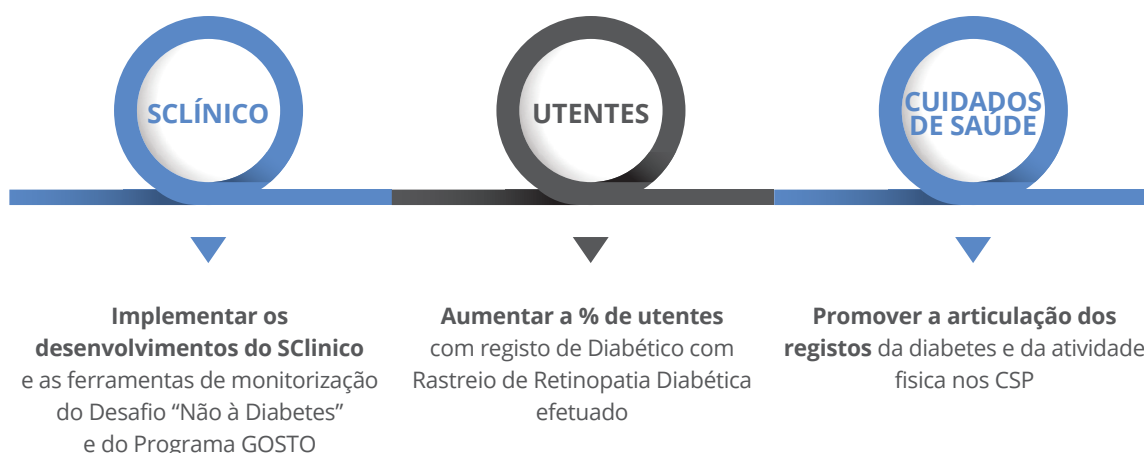 SCLÍNICO
UTENTES
CUIDADOS
DE SAÚDE
Implementar os
desenvolvimentos do SClinico
e as ferramentas de monitorização
do Desafio “Não à Diabetes”
e do Programa GOSTO
Aumentar a % de utentes
com registo de Diabético com
Rastreio de Retinopatia Diabética
efetuado
Promover a articulação dos
registos da diabetes e da atividade
fisica nos CSP